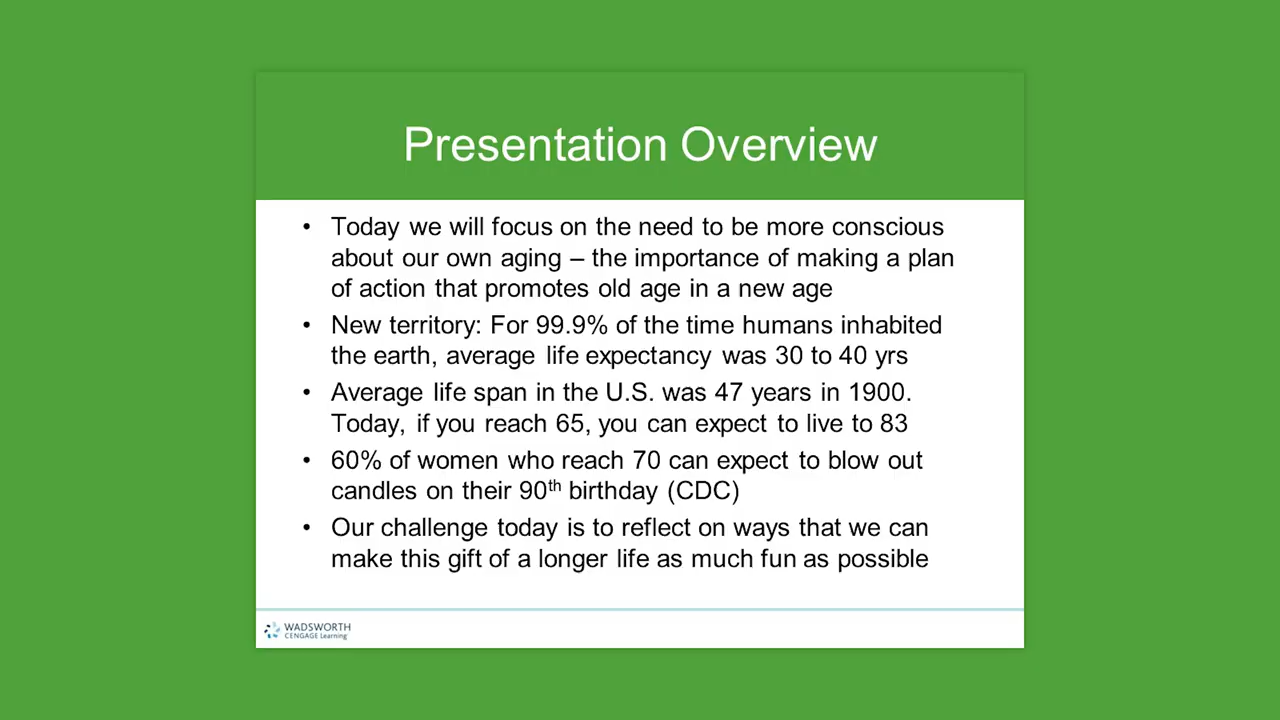 Presentation Overview
• Today we will focus on the need to be more conscious
about our own aging – the importance of making a plan
of action that promotes old age in a new age
• New territory: For 99.9% of the time humans inhabited
the earth, average life expectancy was 30 to 40 yrs
• Average life span in the U.S. was 47 years in 1900.
Today, if you reach 65, you can expect to live to 83
• 60% of women who reach 70 can expect to blow out
candles on their 90th birthday (CDC)
• Our challenge today is to reflect on ways that we can
make this gift of a longer life as much fun as possible
WADSWORTH
CENGAGE Learning